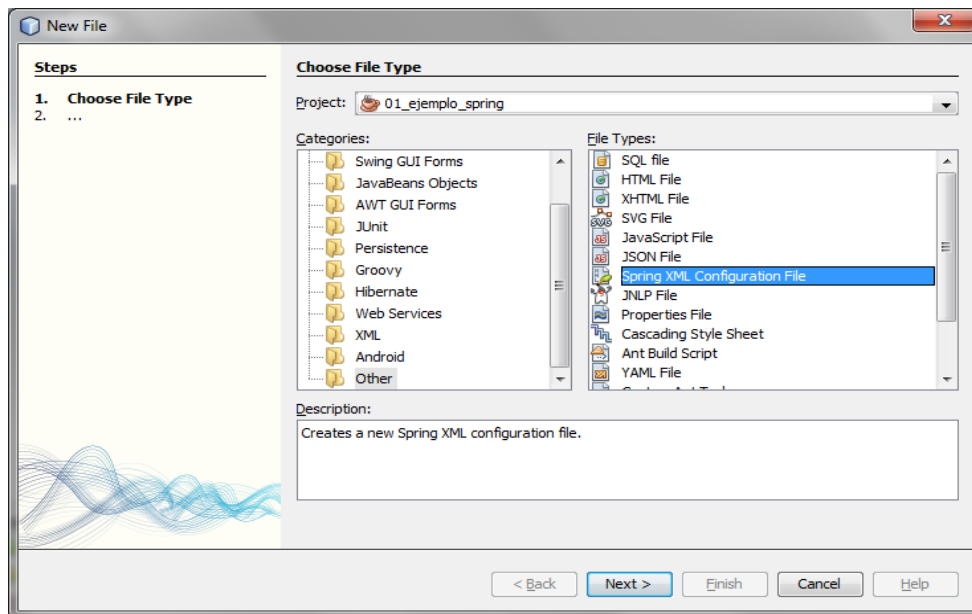 New File
Steps
1. Choose File Type
2. ...
Choose File Type
Project: 01_ejemplo_spring
Categories:
Swing GUI Forms
JavaBeans Objects
AWT GUI Forms
JUnit
Persistence
Groovy
Hibernate
Web Services
XML
Android
Other
File Types:
SQL file
HTML File
XHTML File
SVG File
JavaScript File
JSON File
Spring XML Configuration File
JNLP File
Properties File
Cascading Style Sheet
Ant Build Script
YAML File
Description:
Creates a new Spring XML configuration file.
< Back
Next >
Finish
Cancel
Help